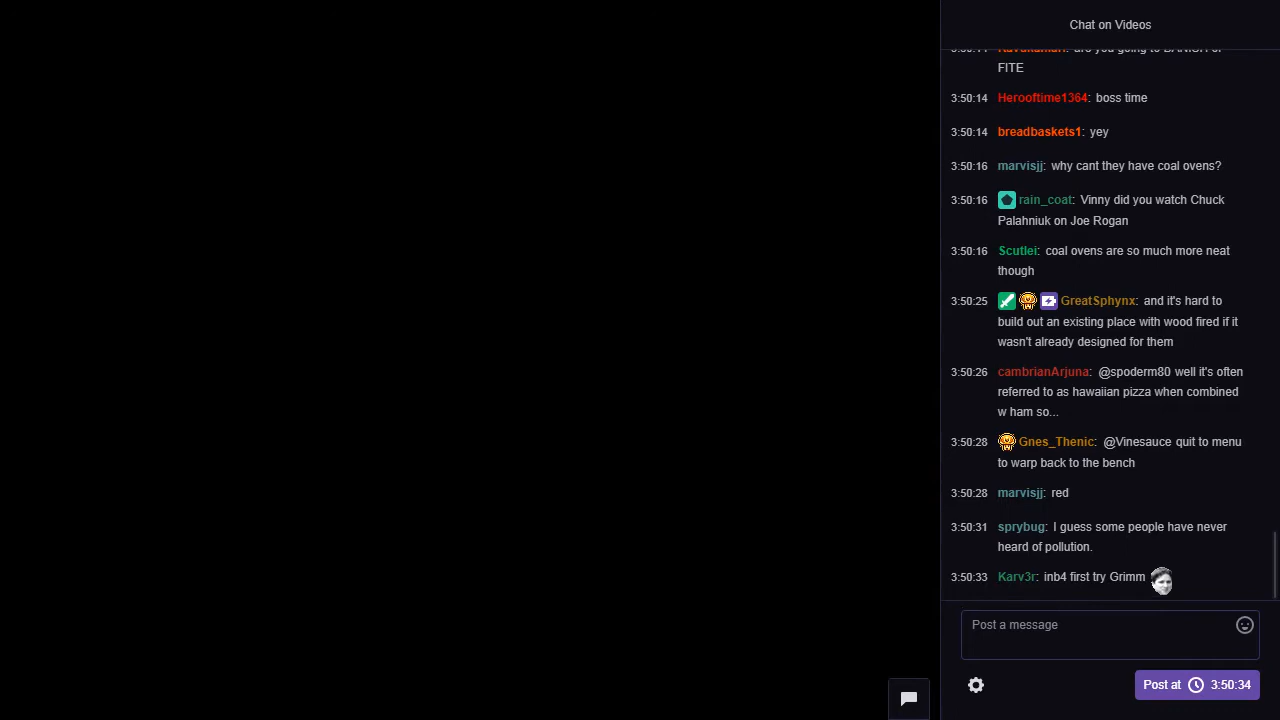 Chat on Videos
FITE
3:50:14 Herooftime1364: boss time
3:50:14 breadbaskets1: yey
3:50:16 marvisjj: why cant they have coal ovens?
3:50:16 rain_coat: Vinny did you watch Chuck
Palahniuk on Joe Rogan
3:50:16 Scutlei: coal ovens are so much more neat
though
3:50:25 GreatSphynx: and it's hard to
build out an existing place with wood fired if it
wasn't already designed for them
3:50:26 cambrianArjuna: @spoderm80 well it's often
referred to as hawaiian pizza when combined
w ham so...
3:50:28 Gnes_Thenic: @Vinesauce quit to menu
to warp back to the bench
3:50:28 marvisjj: red
3:50:31 sprybug: I guess some people have never
heard of pollution.
3:50:33 Karv3r: inb4 first try Grimm
Post a message
Post at 3:50:34